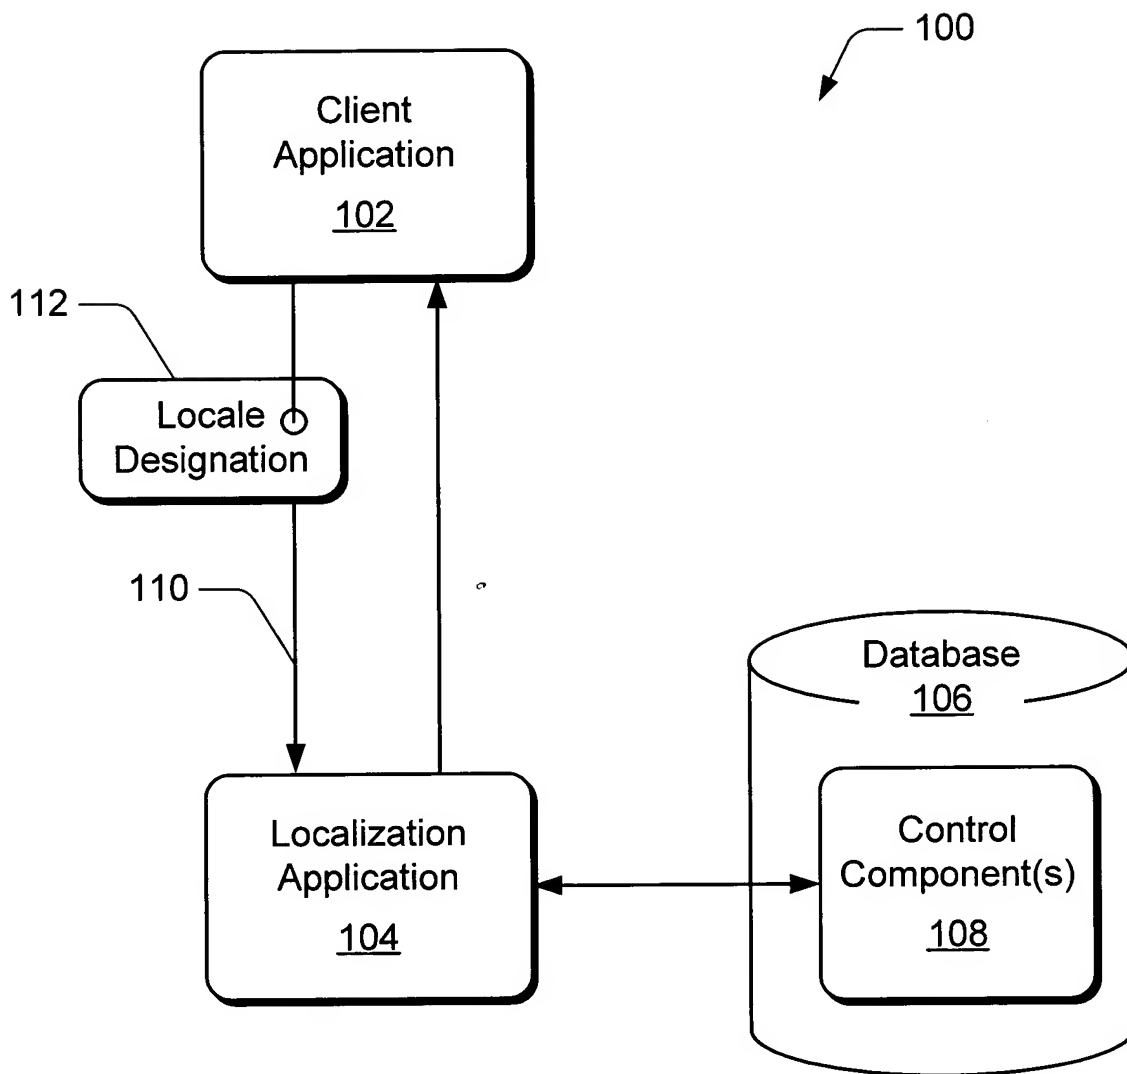 100
Client
Application
102
112
Locale
Designation
110
Database
106
Localization
Application
104
Control
Component(s)
108